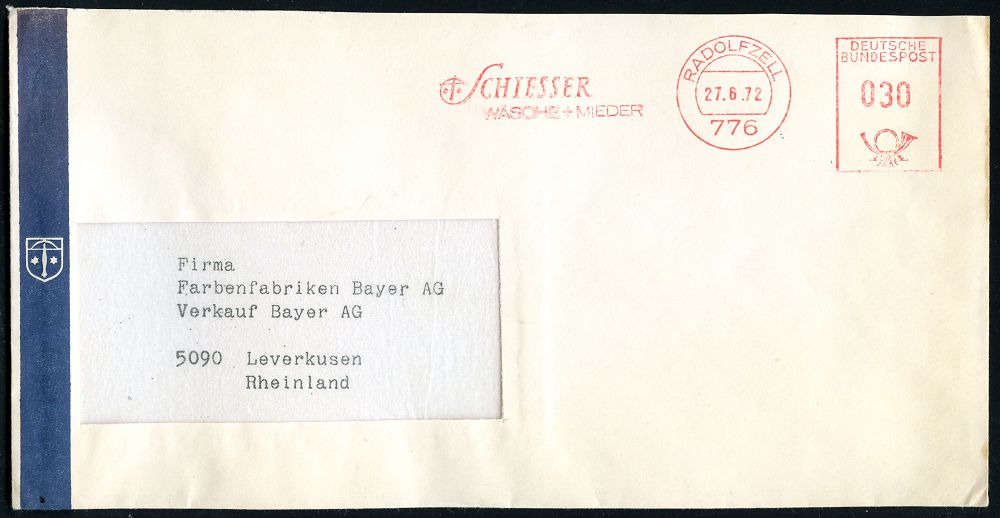 SCHIESSER
WÄSCHE + MIEDER
RADOLFZELL
27.6.72
776
DEUTSCHE
BUNDESPOST
030
Firma
Farbenfabriken Bayer AG
Verkauf Bayer AG
5090 Leverkusen
Rheinland